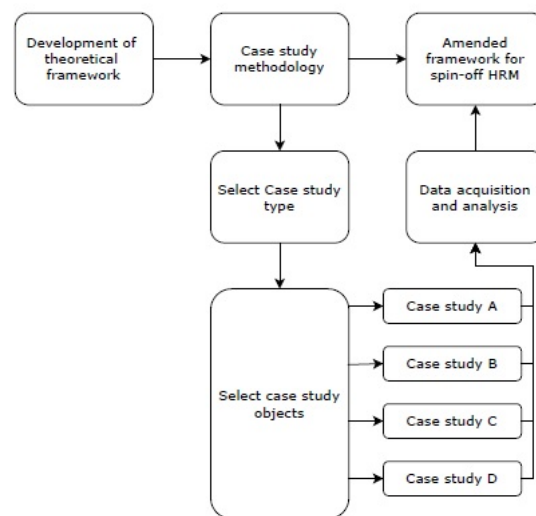 Development of
theoretical
framework
Case study
methodology
Amended
framework for
spin-off HRM
Select Case study
type
Data acquisition
and analysis
Select case study
objects
Case study A
Case study B
Case study C
Case study D